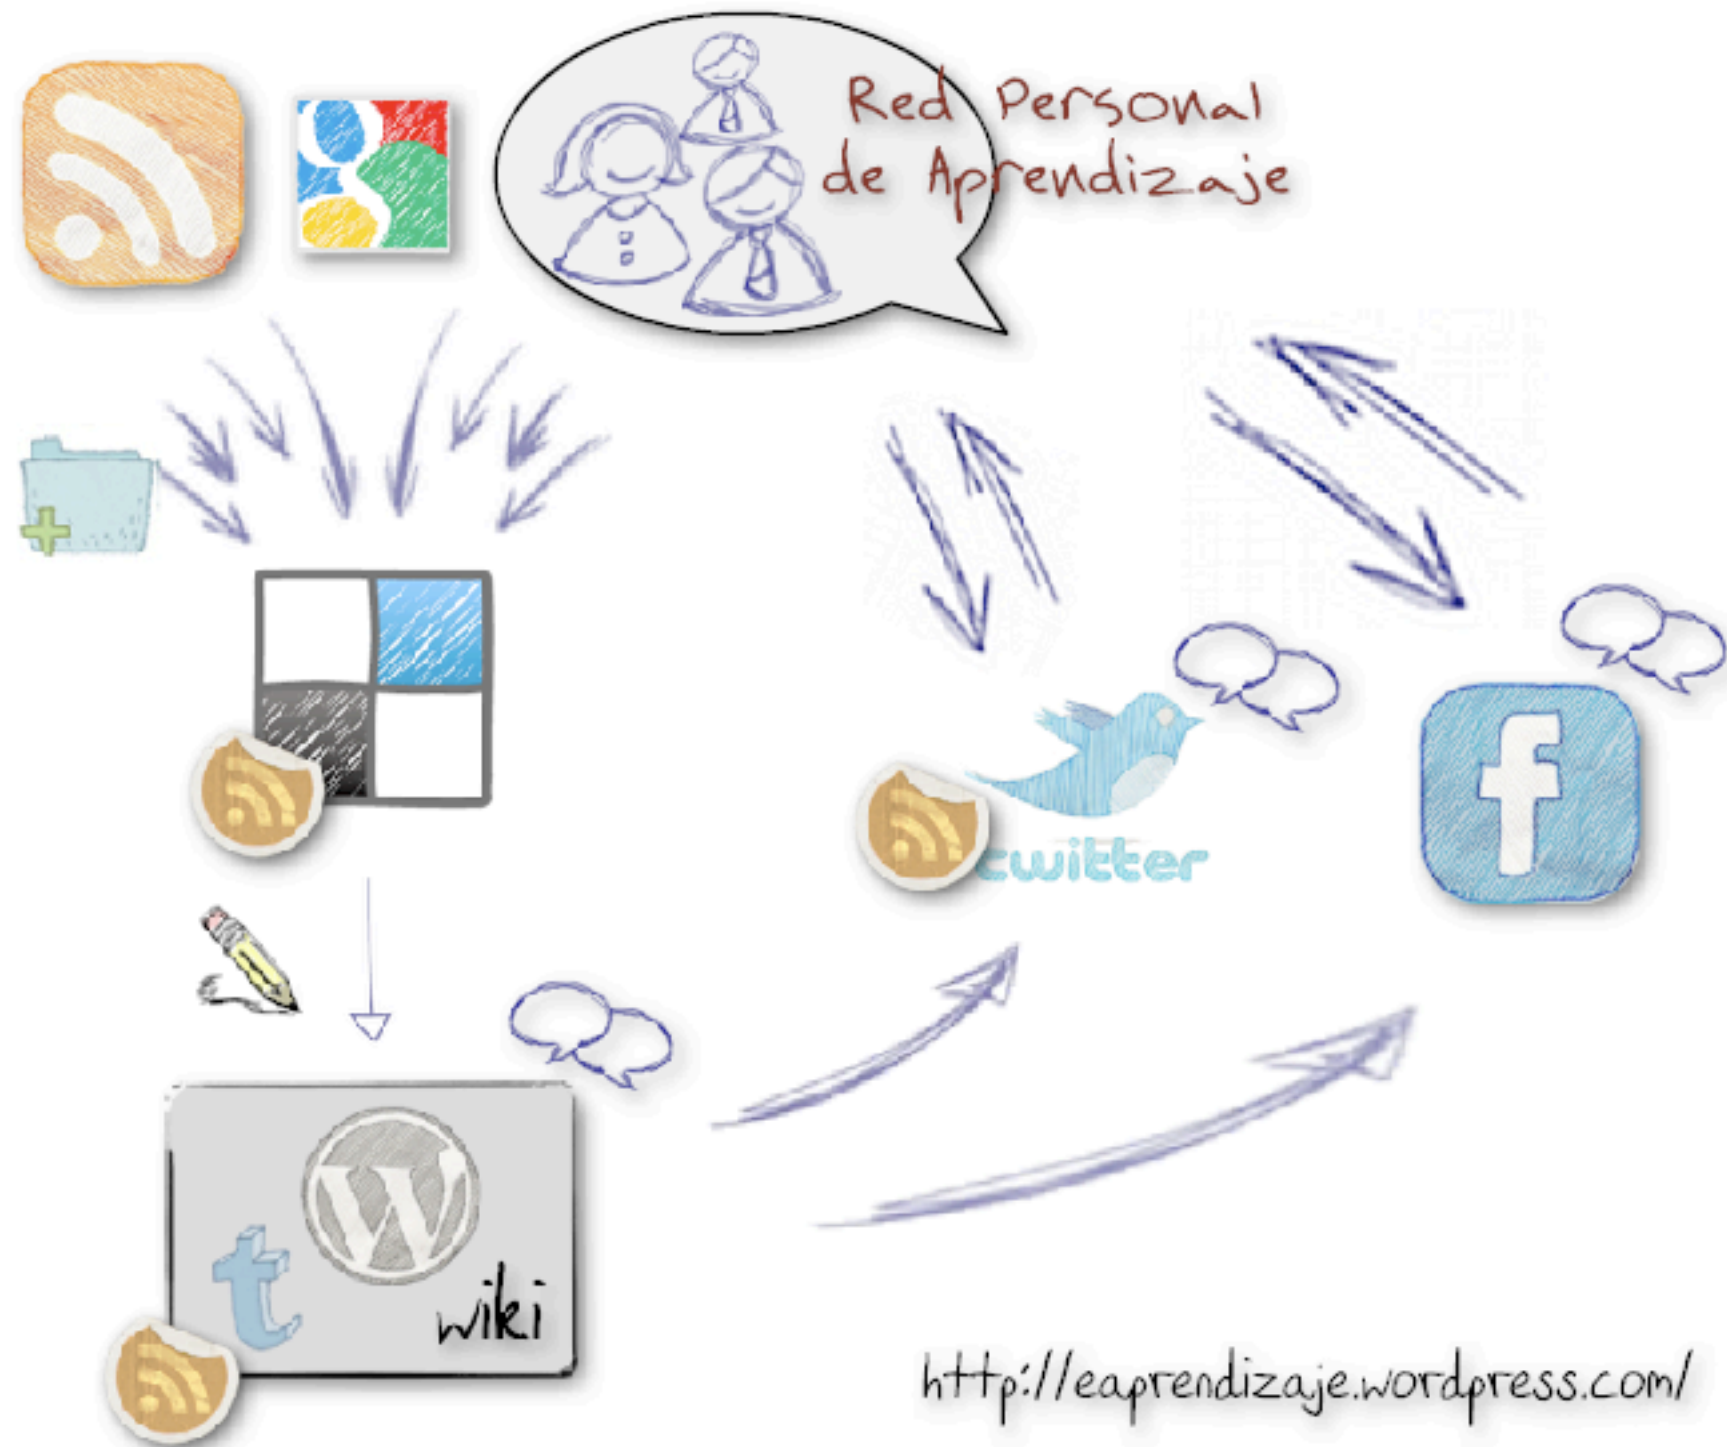 Red Personal
de Aprendizaje
twitter
wiki
http://eaprendizaje.wordpress.com/